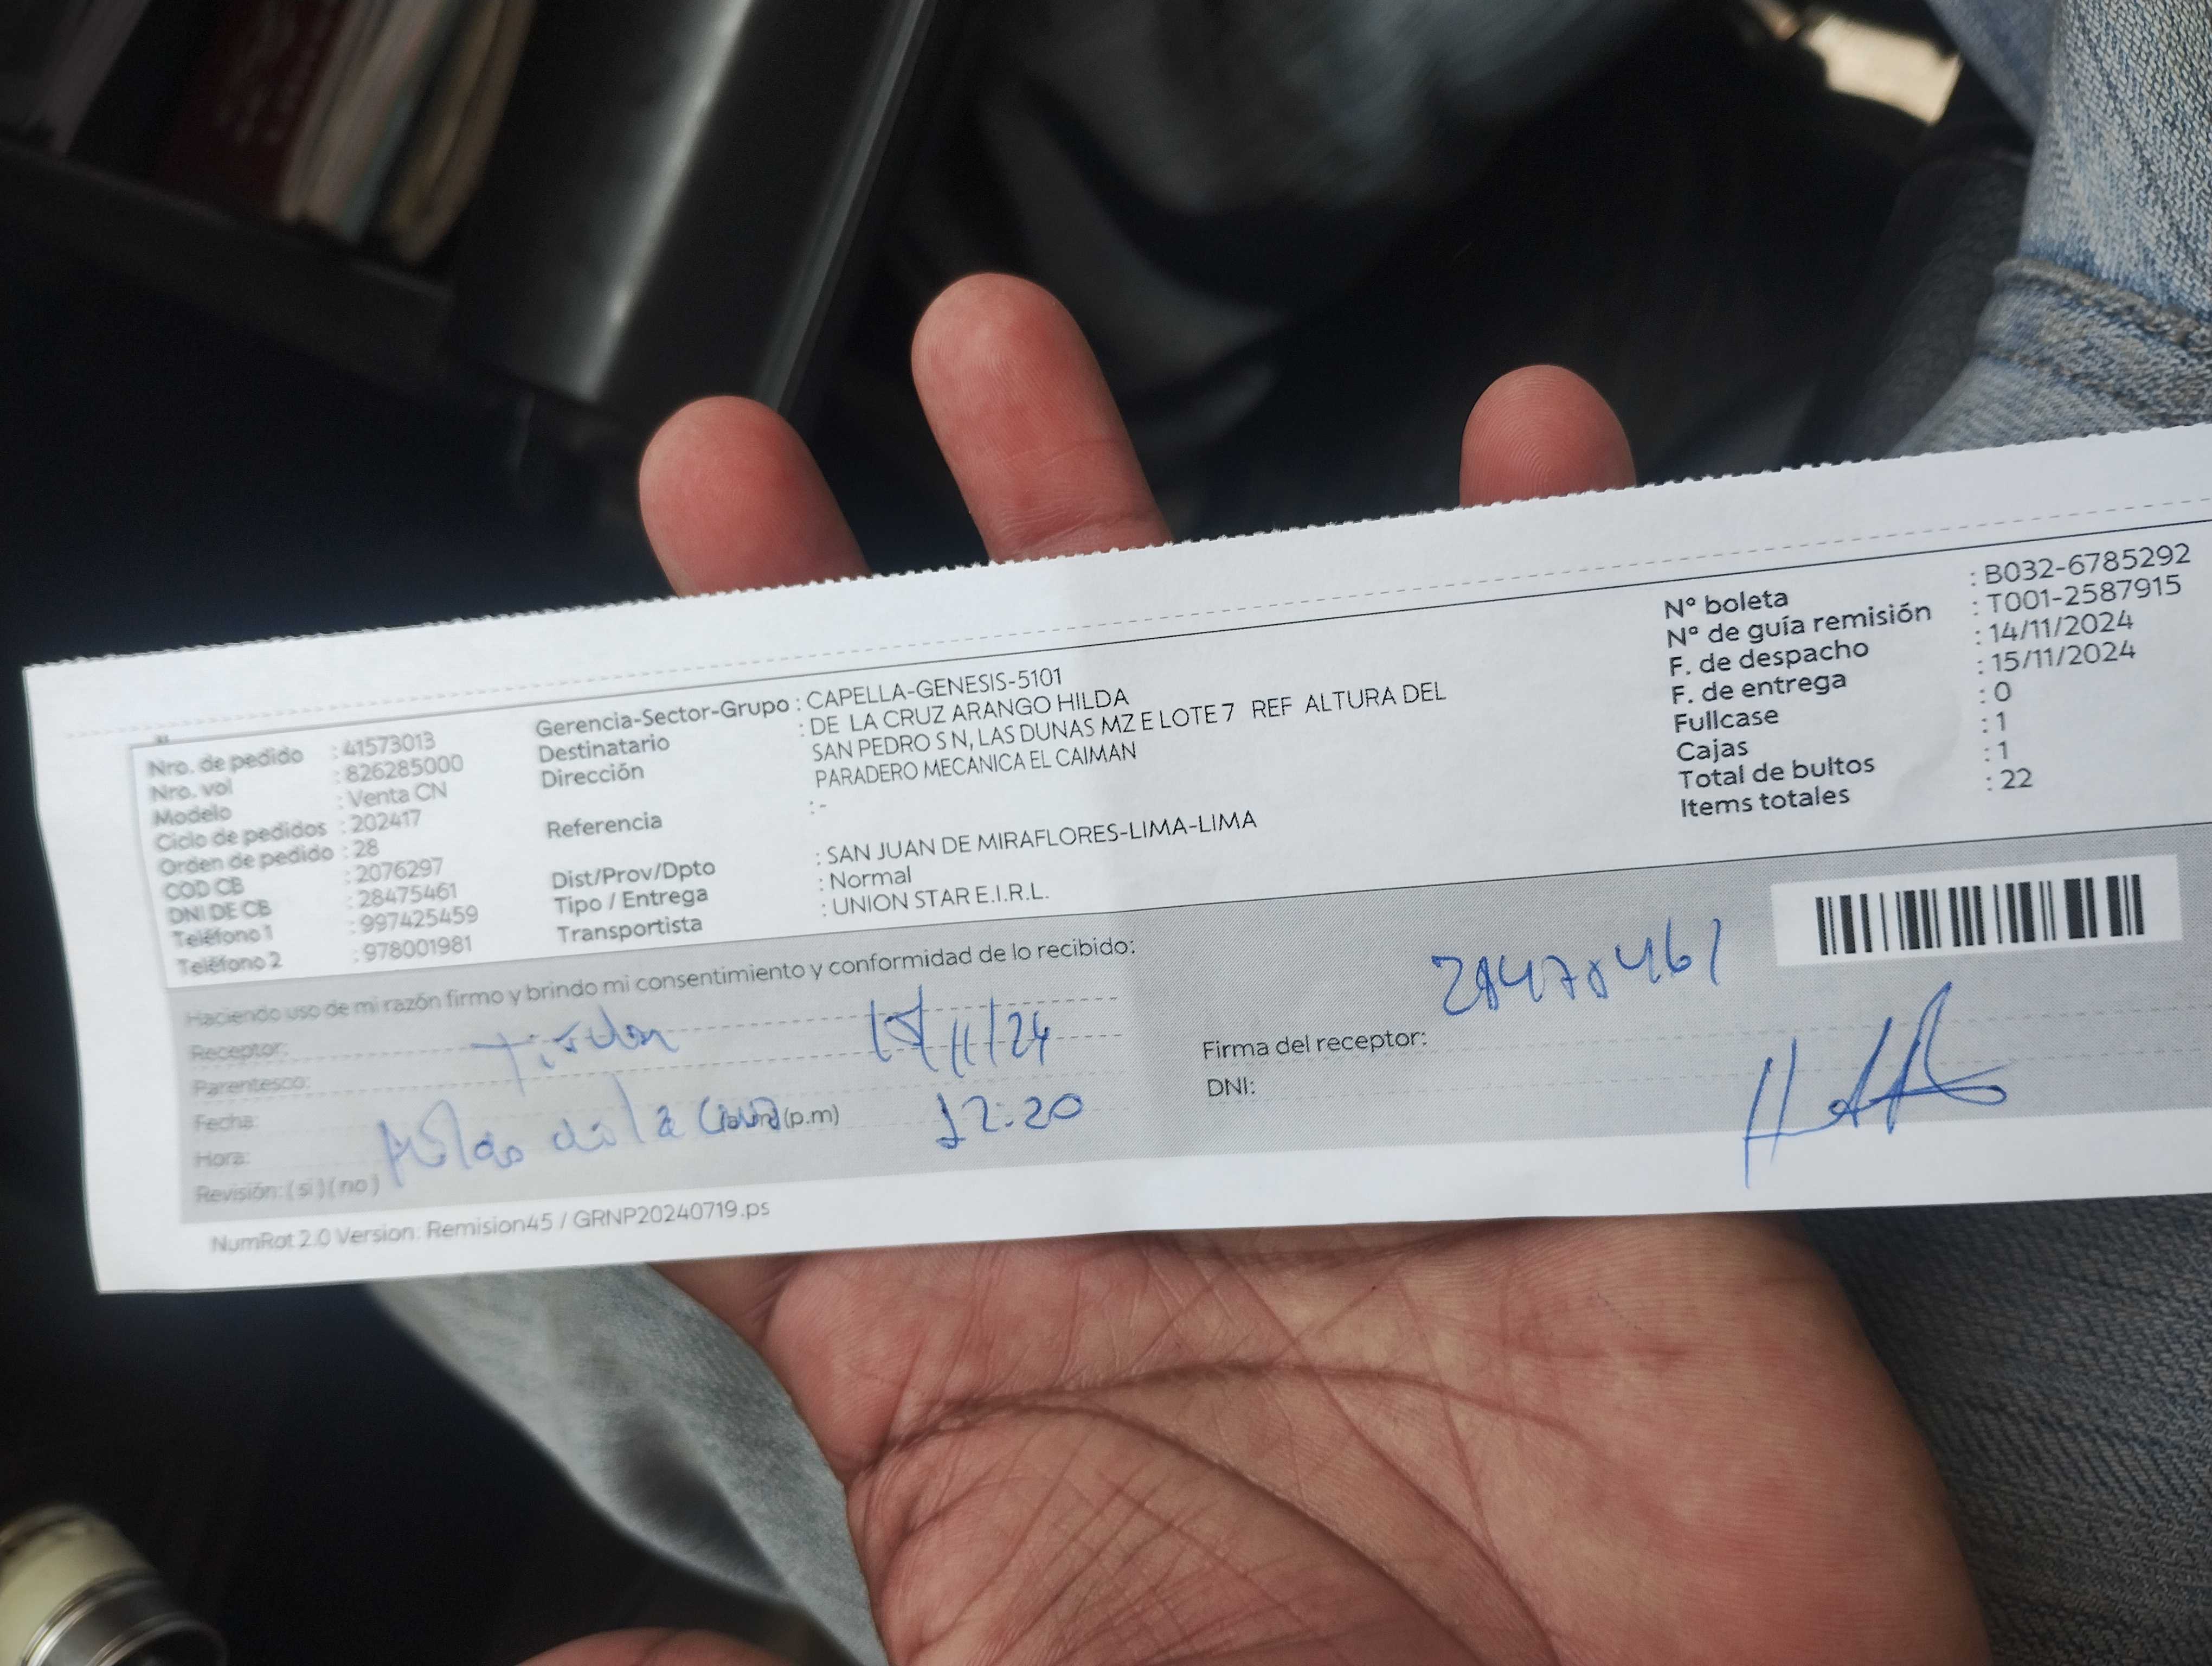 Nro. de pedido : 41573013
Nro. vol : 826285000
Modelo : Venta CN
Ciclo de pedidos : 202417
Orden de pedido : 28
COD CB : 2076297
DNI DE CB : 28475461
Teléfono 1 : 997425459
Teléfono 2 : 978001981
Gerencia-Sector-Grupo : CAPELLA-GENESIS-5101
Destinatario : DE LA CRUZ ARANGO HILDA
Dirección SAN PEDRO S N, LAS DUNAS MZ E LOTE 7 REF ALTURA DEL
PARADERO MECANICA EL CAIMAN
Referencia : -
Dist/Prov/Dpto : SAN JUAN DE MIRAFLORES-LIMA-LIMA
Tipo / Entrega : Normal
Transportista : UNION STAR E.I.R.L.
N° boleta : B032-6785292
N° de guía remisión : T001-2587915
F. de despacho : 14/11/2024
F. de entrega : 15/11/2024
Fullcase : 0
Cajas : 1
Total de bultos : 1
Items totales : 22
Haciendo uso de mi razón firmo y brindo mi consentimiento y conformidad de lo recibido:
Receptor:
Parentesco: 15/11/24
Fecha:
Hora: de la Cruz (p.m) 12:20
Revisión: ( si ) ( no )
28475461
Firma del receptor:
DNI:
NumRot 2.0 Version: Remision45 / GRNP20240719.ps